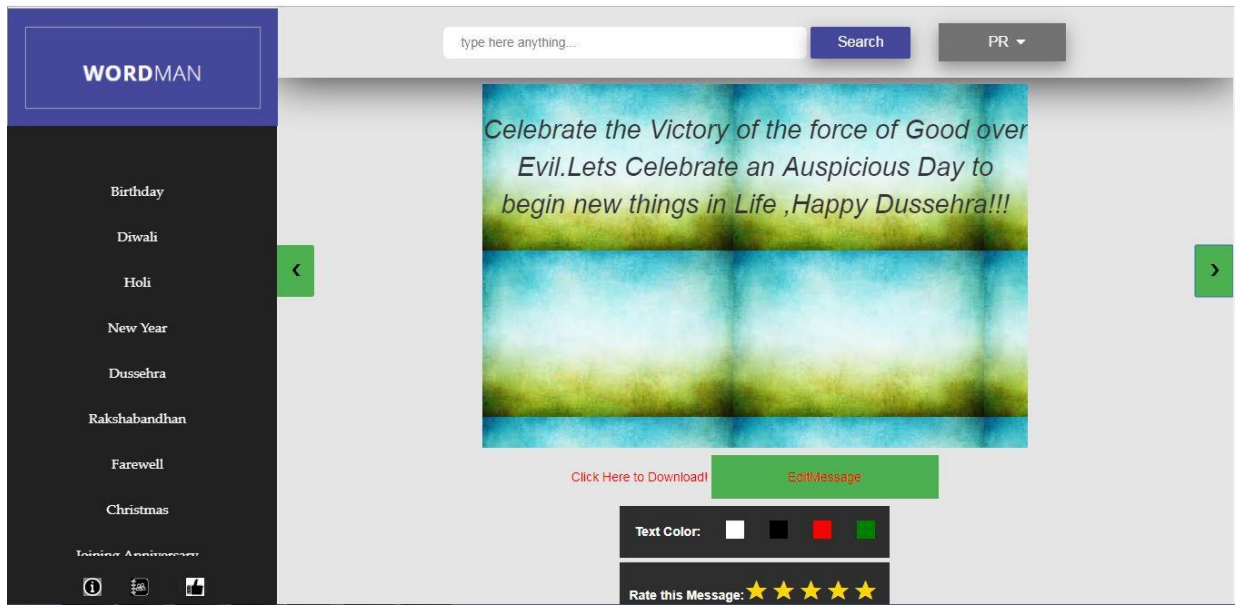 WORDMAN
type here anything...
Search
PR
Celebrate the Victory of the force of Good over
Evil.Lets Celebrate an Auspicious Day to
begin new things in Life ,Happy Dussehra!!!
Birthday
Diwali
Holi
New Year
Dussehra
Rakshabandhan
Farewell
Christmas
Joining Anniversary
Click Here to Download!
EditMessage
Text Color:
Rate this Message: